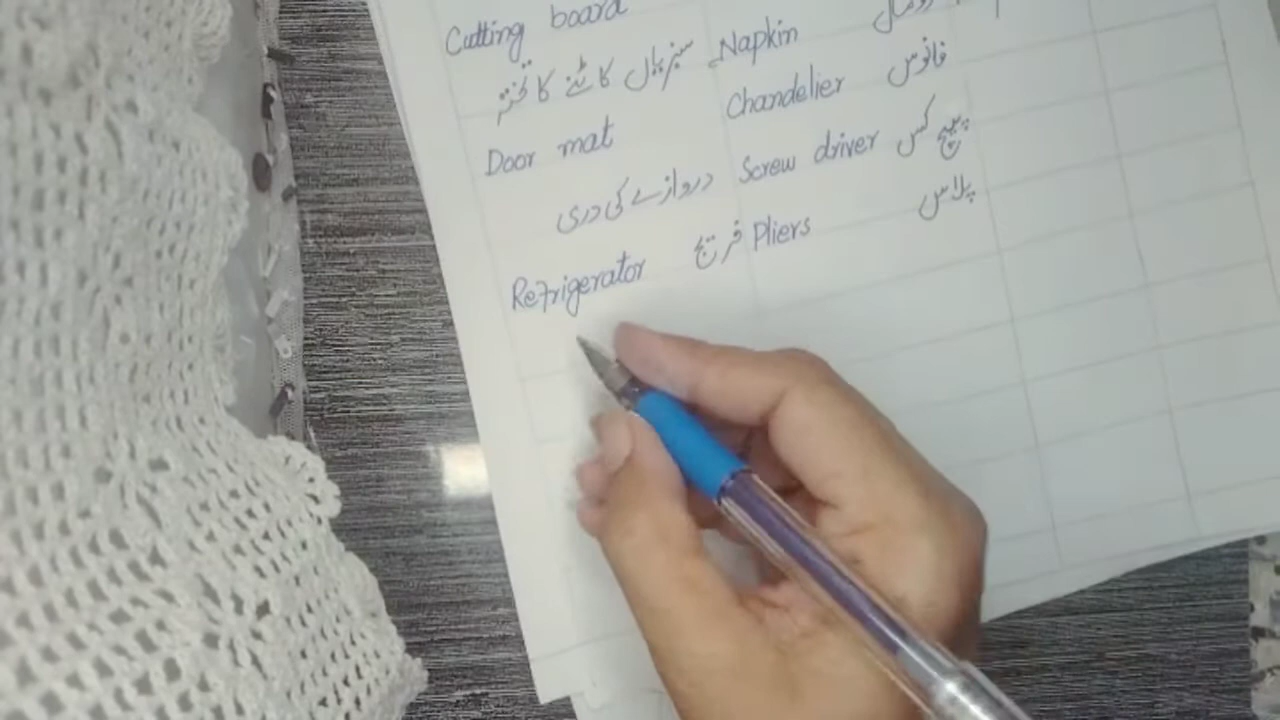 Cutting board
سبزیاں کاٹنے کا تختہ
Door mat
دروازے کی دری
Refrigerator فریج
Napkin رومال
Chandelier فانوس
Screw driver پیچ کس
Pliers پلاس